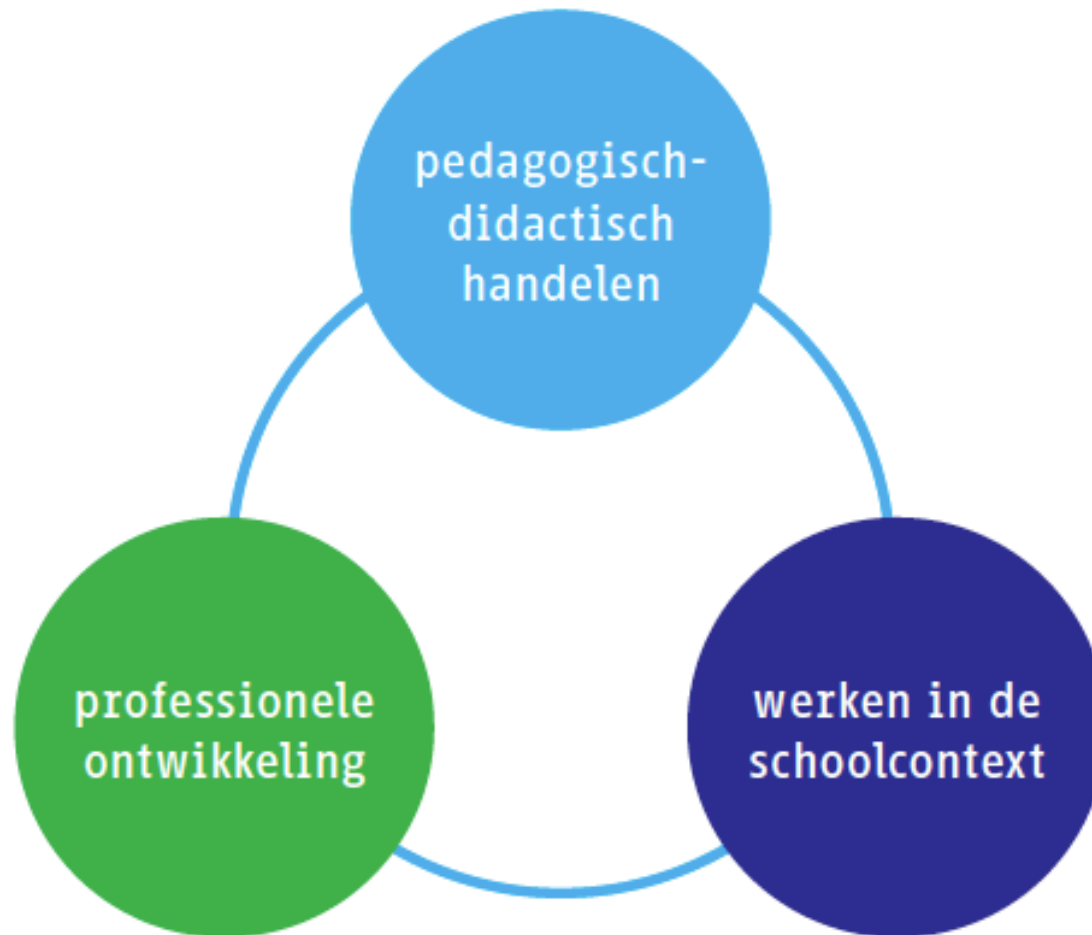 pedagogisch-
didactisch
handelen
professionele
ontwikkeling
werken in de
schoolcontext